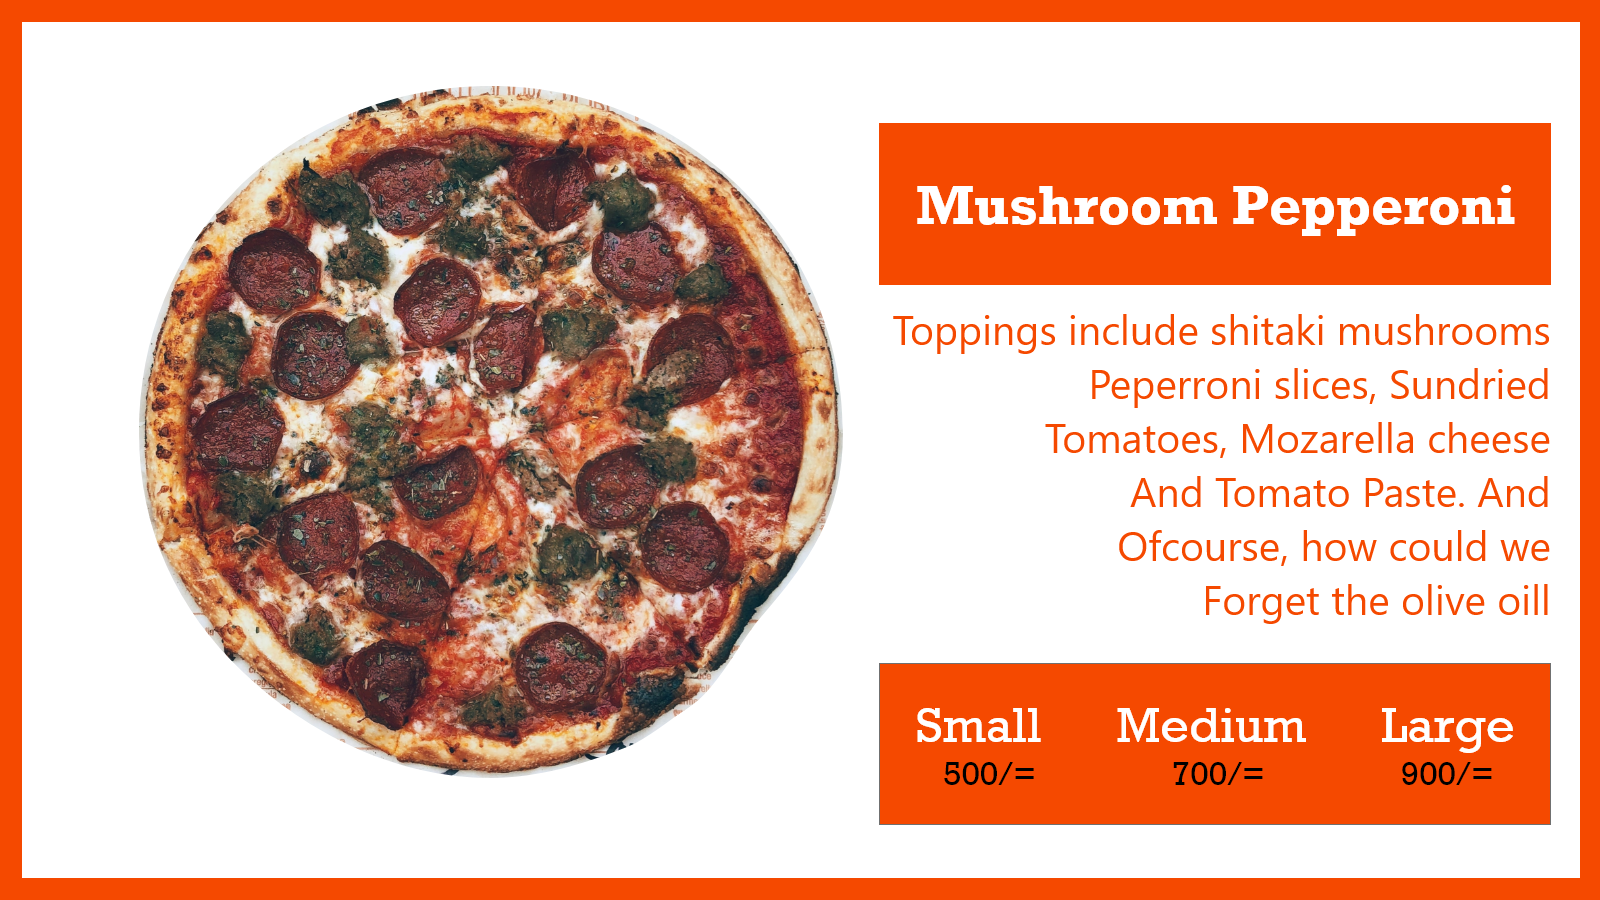 Mushroom Pepperoni
Toppings include shitaki mushrooms
Peperroni slices, Sundried
Tomatoes, Mozarella cheese
And Tomato Paste. And
Ofcourse, how could we
Forget the olive oill
Small Medium Large
500/= 700/= 900/=